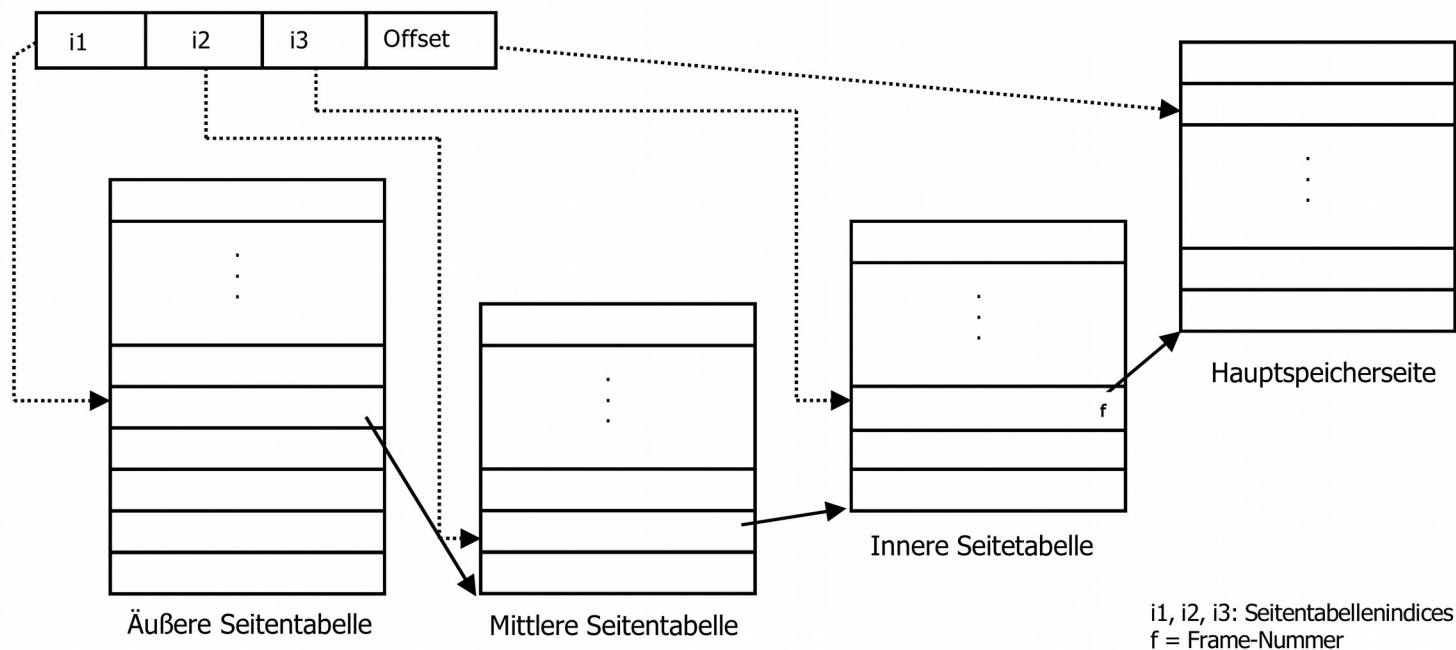 i1
i2
i3
Offset
f
Hauptspeicherseite
Innere Seitetabelle
Äußere Seitentabelle
Mittlere Seitentabelle
i1, i2, i3: Seitentabellenindices
f = Frame-Nummer